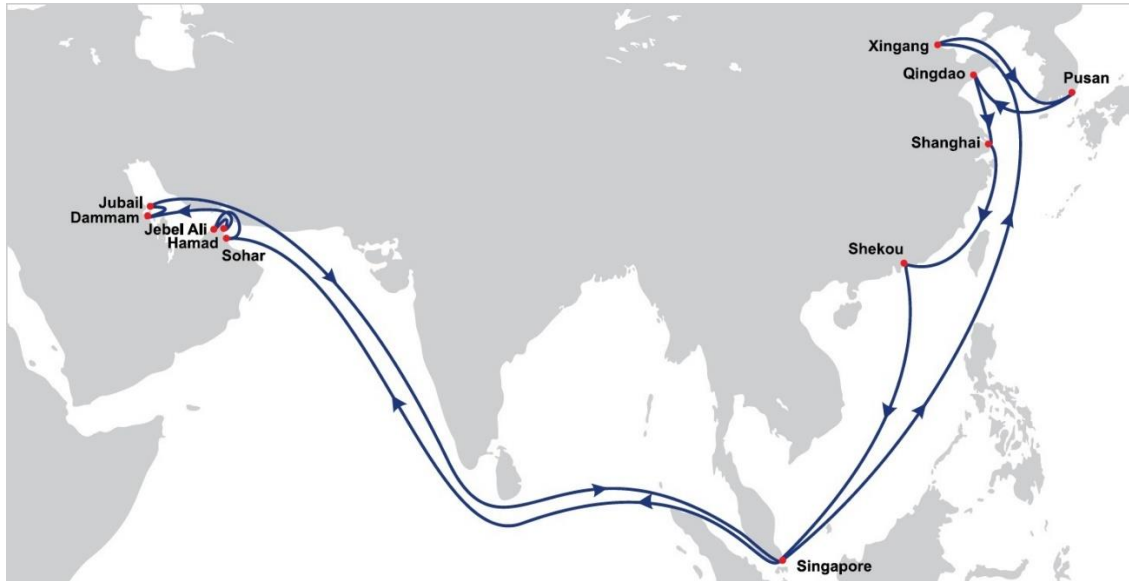 Xingang
Qingdao
Pusan
Shanghai
Jubail
Dammam
Jebel Ali
Hamad
Sohar
Shekou
Singapore